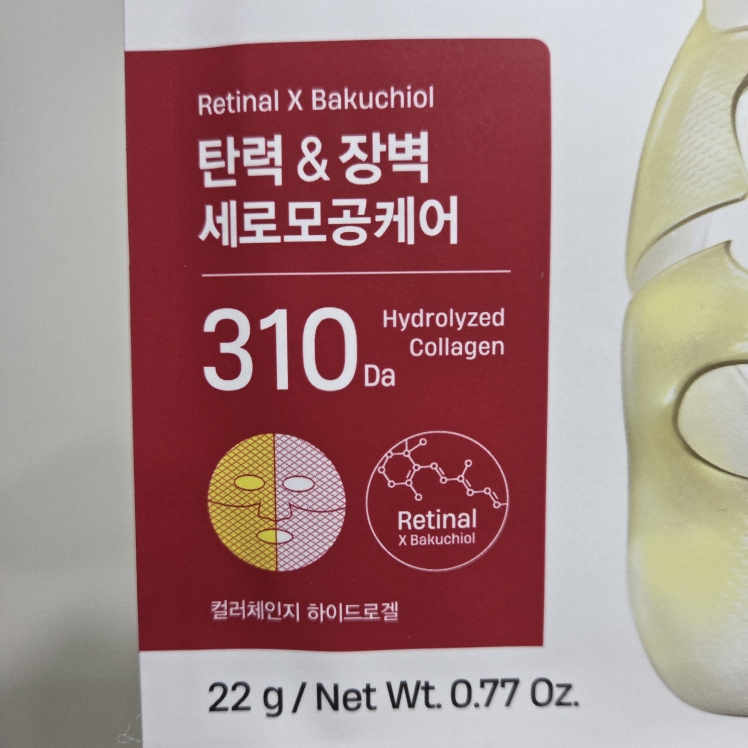 Retinal X Bakuchiol
탄력 & 장벽
세로모공케어
310 Da
Hydrolyzed
Collagen
Retinal
X Bakuchiol
컬러체인지 하이드로겔
22 g / Net Wt. 0.77 Oz.